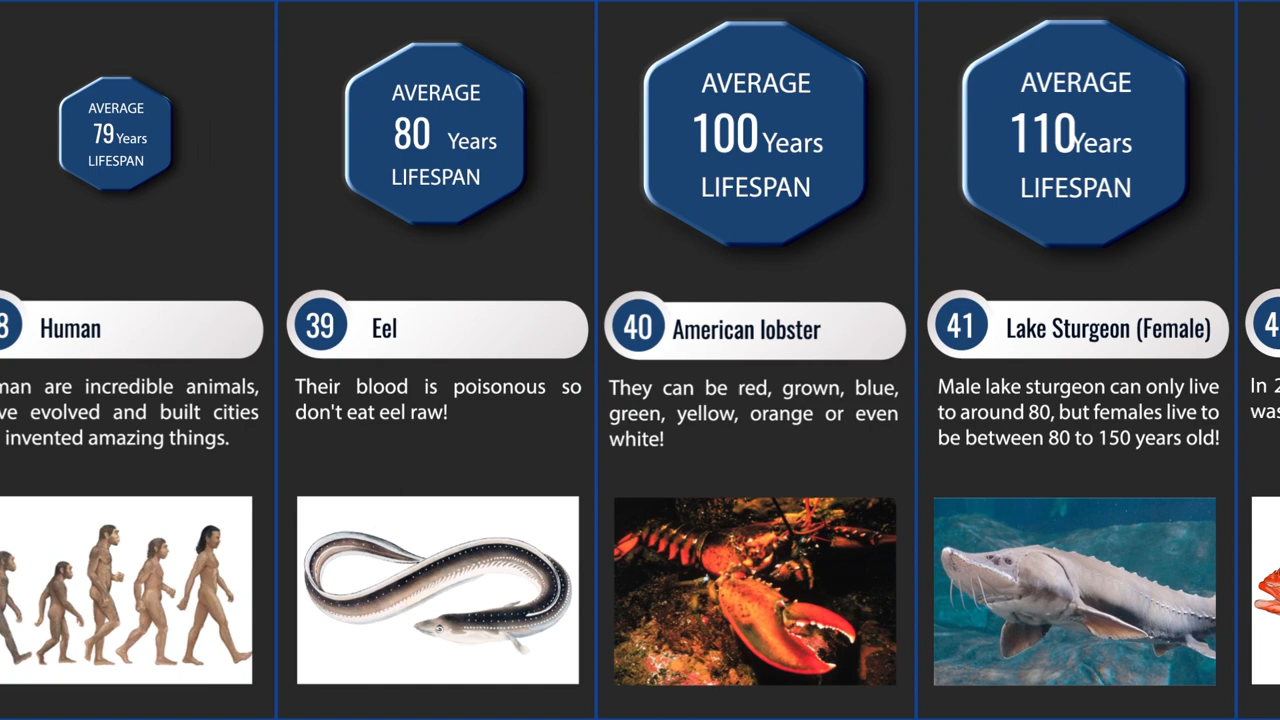 AVERAGE
79 Years
LIFESPAN
8
Human
man are incredible animals,
ve evolved and built cities
invented amazing things.
AVERAGE
80 Years
LIFESPAN
39
Eel
Their blood is poisonous so
don't eat eel raw!
AVERAGE
100 Years
LIFESPAN
40
American lobster
They can be red, grown, blue,
green, yellow, orange or even
white!
AVERAGE
110 Years
LIFESPAN
41
Lake Sturgeon (Female)
Male lake sturgeon can only live
to around 80, but females live to
be between 80 to 150 years old!
4
In 2
was